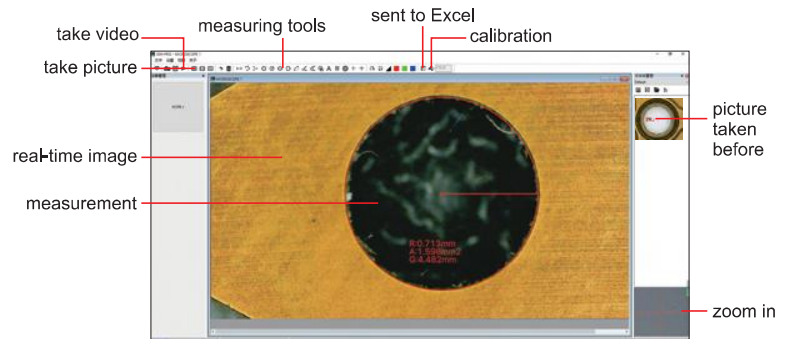 sent to Excel
take video
measuring tools
calibration
take picture
real-time image
measurement
picture
taken
before
R:0.713mm
A:1.598mm2
G:4.482mm
zoom in